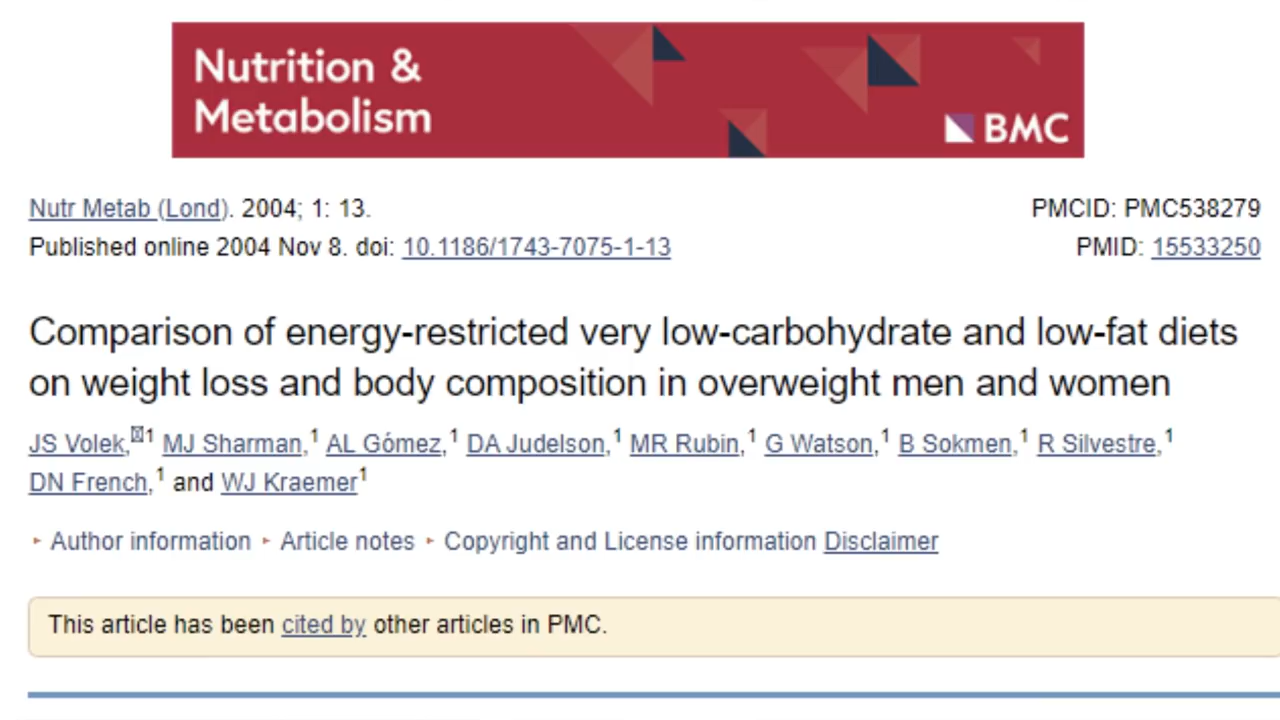 Nutrition &
Metabolism
BMC
Nutr Metab (Lond). 2004; 1: 13.
PMCID: PMC538279
Published online 2004 Nov 8. doi: 10.1186/1743-7075-1-13
PMID: 15533250
Comparison of energy-restricted very low-carbohydrate and low-fat diets
on weight loss and body composition in overweight men and women
JS Volek,1 MJ Sharman,1 AL Gómez,1 DA Judelson,1 MR Rubin,1 G Watson,1 B Sokmen,1 R Silvestre,1
DN French,1 and WJ Kraemer1
Author information Article notes Copyright and License information Disclaimer
This article has been cited by other articles in PMC.